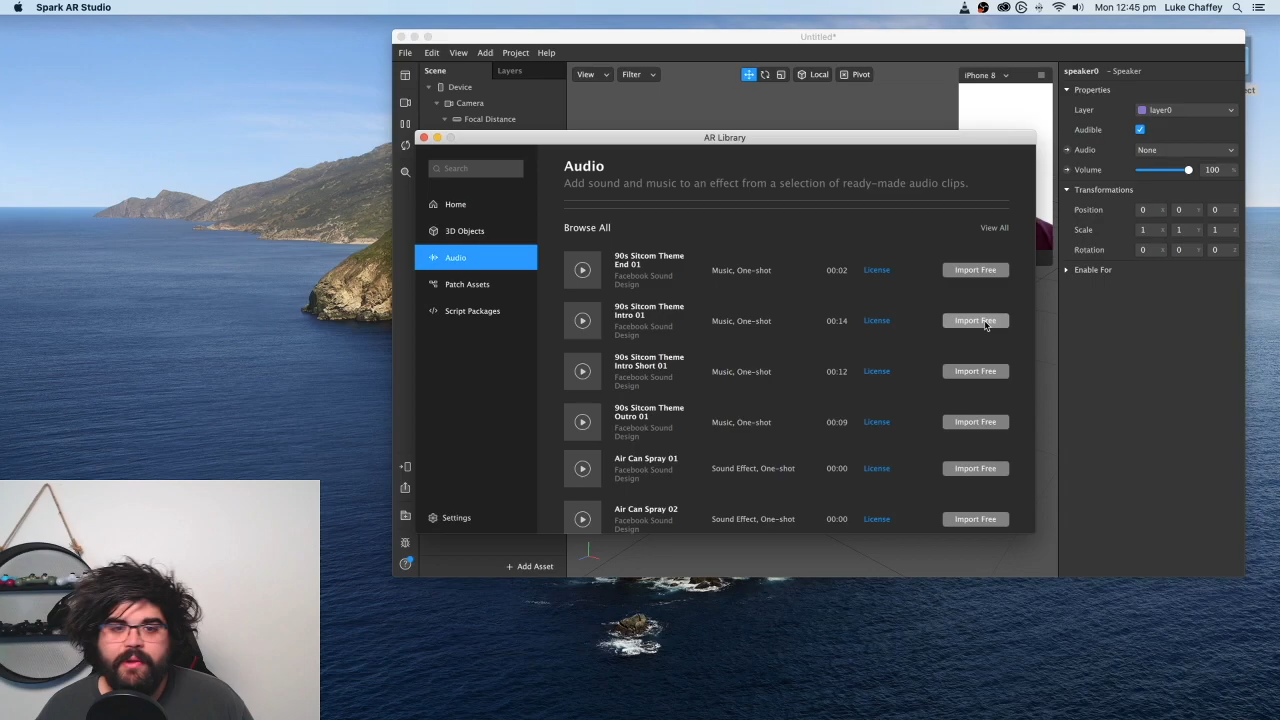 Spark AR Studio
Mon 12:45 pm Luke Chaffey
Untitled*
File Edit View Add Project Help
Scene Layers
View Filter Local Pivot
iPhone 8
speaker0 - Speaker
Device
Camera
Focal Distance
Properties
Layer layer0
Audible
Audio None
Volume 100 %
Transformations
Position 0 X 0 Y 0 Z
Scale 1 X 1 Y 1 Z
Rotation 0 X 0 Y 0 Z
Enable For
AR Library
Search
Home
3D Objects
Audio
Patch Assets
Script Packages
Settings
Audio
Add sound and music to an effect from a selection of ready-made audio clips.
Browse All View All
90s Sitcom Theme
End 01
Facebook Sound
Design
Music, One-shot 00:02 License Import Free
90s Sitcom Theme
Intro 01
Facebook Sound
Design
Music, One-shot 00:14 License Import Free
90s Sitcom Theme
Intro Short 01
Facebook Sound
Design
Music, One-shot 00:12 License Import Free
90s Sitcom Theme
Outro 01
Facebook Sound
Design
Music, One-shot 00:09 License Import Free
Air Can Spray 01
Facebook Sound
Design
Sound Effect, One-shot 00:00 License Import Free
Air Can Spray 02
Facebook Sound
Design
Sound Effect, One-shot 00:00 License Import Free
+ Add Asset